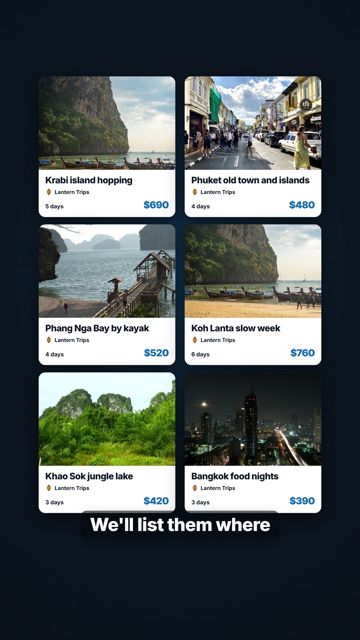 Krabi island hopping
Lantern Trips
5 days
$690
Phuket old town and islands
Lantern Trips
4 days
$480
Phang Nga Bay by kayak
Lantern Trips
4 days
$520
Koh Lanta slow week
Lantern Trips
6 days
$760
Khao Sok jungle lake
Lantern Trips
3 days
$420
Bangkok food nights
Lantern Trips
3 days
$390
We'll list them where